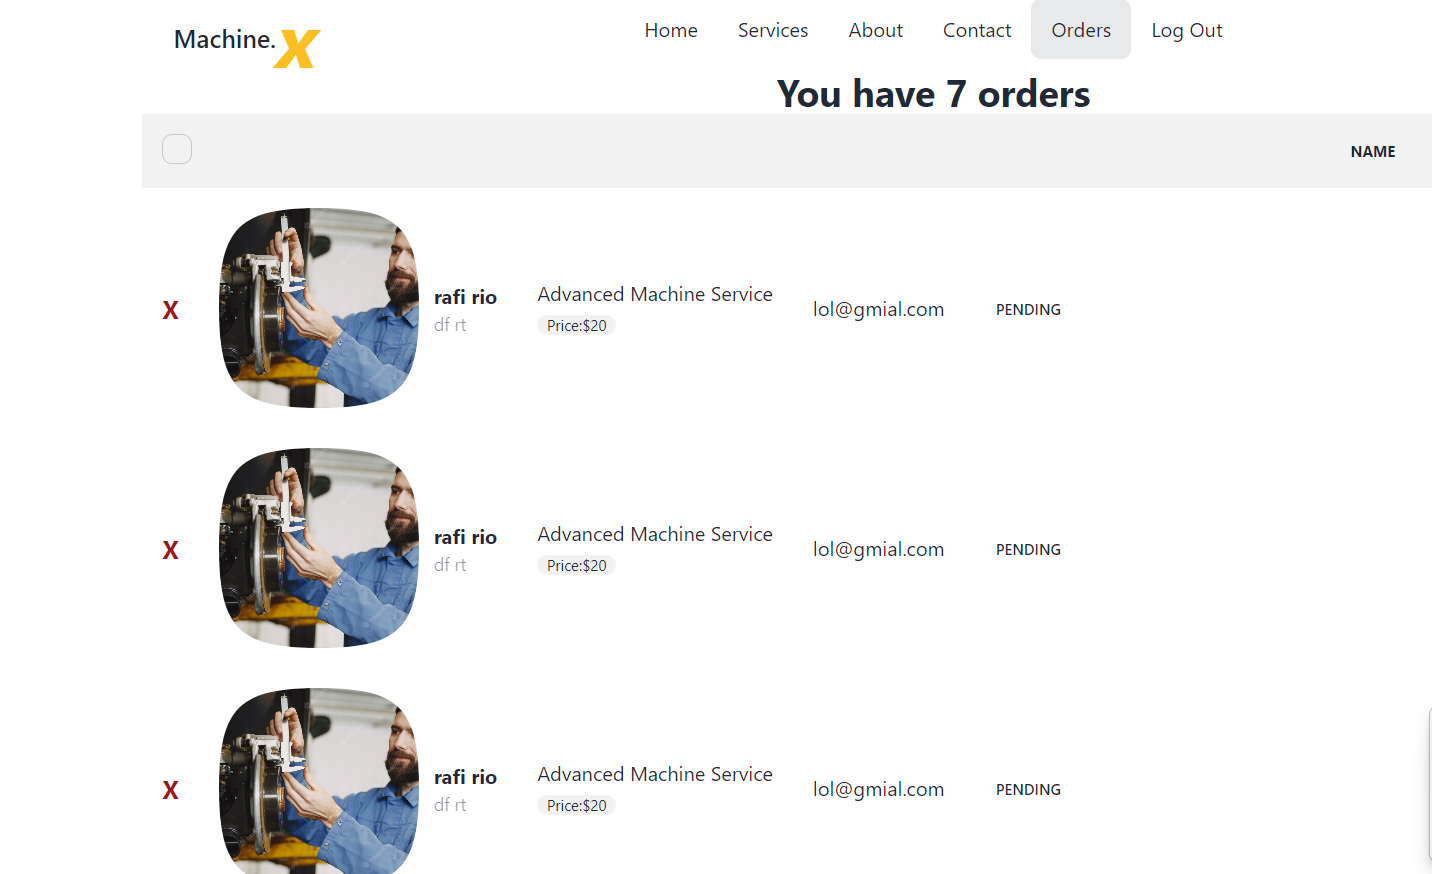 Machine.X
Home Services About Contact Orders Log Out
You have 7 orders
NAME
X
rafi rio
df rt
Advanced Machine Service
Price:$20
lol@gmial.com
PENDING
X
rafi rio
df rt
Advanced Machine Service
Price:$20
lol@gmial.com
PENDING
X
rafi rio
df rt
Advanced Machine Service
Price:$20
lol@gmial.com
PENDING